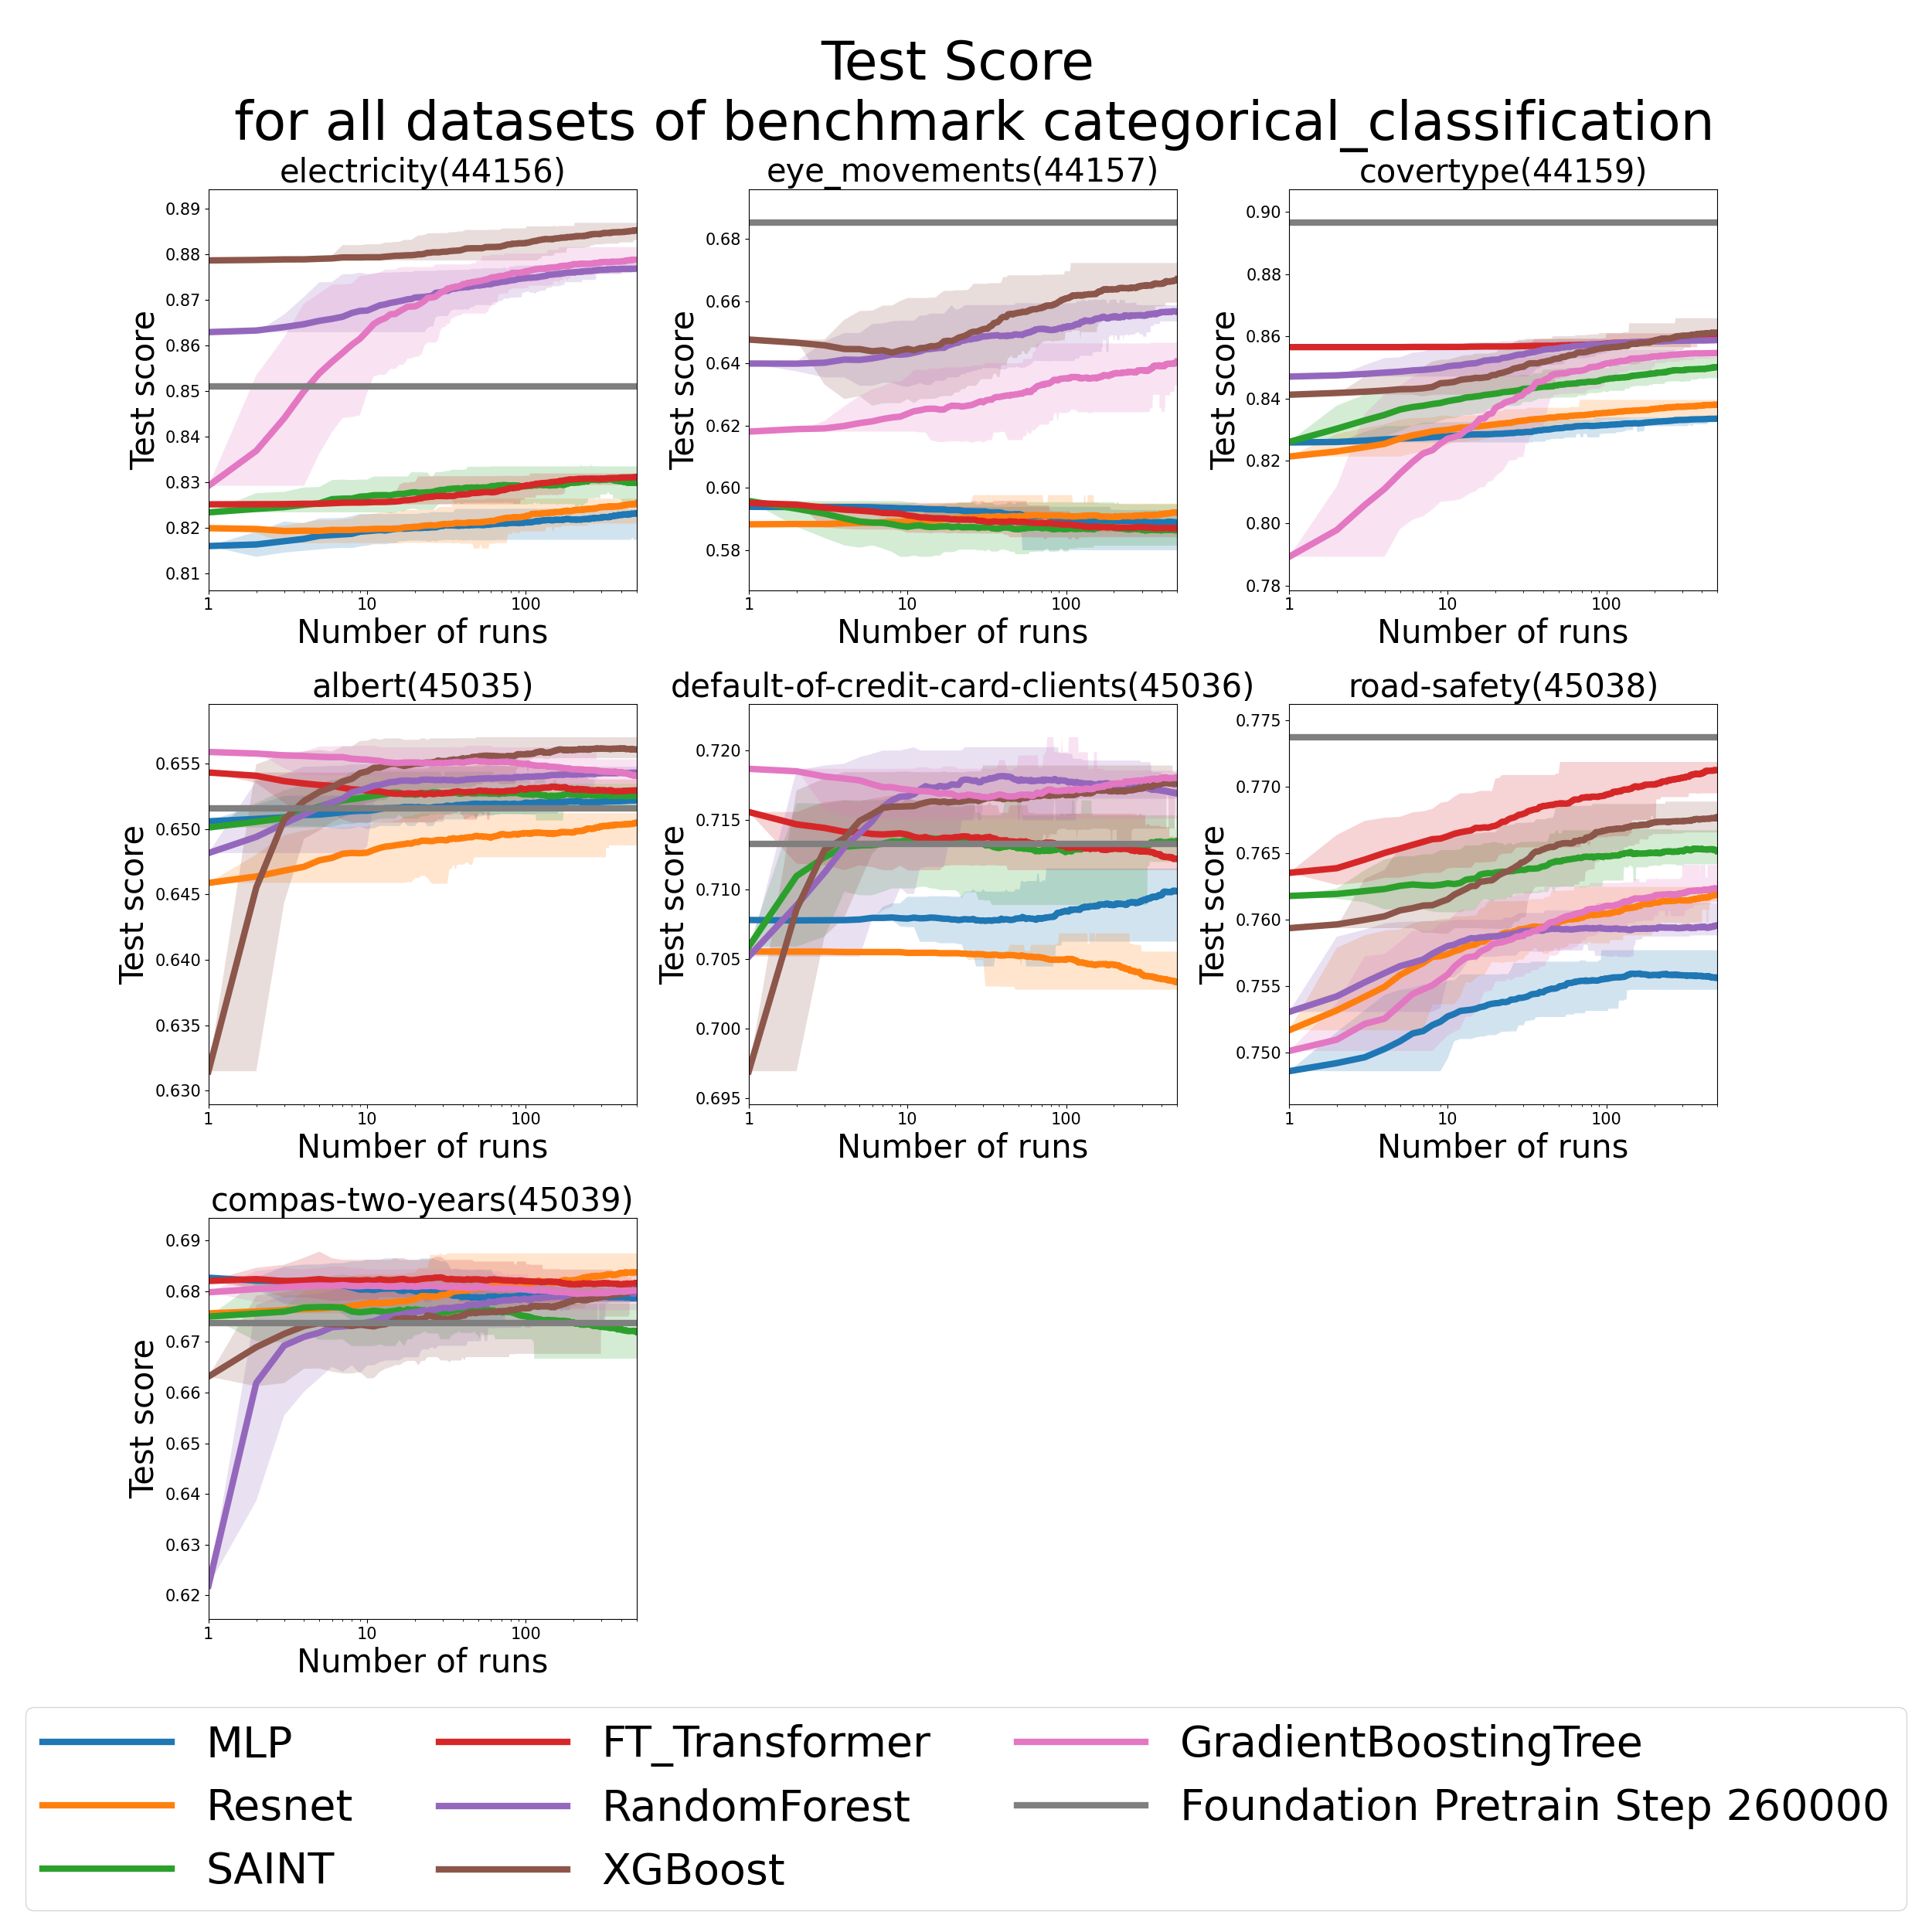 Test Score
for all datasets of benchmark categorical_classification
electricity(44156)
eye_movements(44157)
covertype(44159)
Test score
0.89
0.88
0.87
0.86
0.85
0.84
0.83
0.82
0.81
1 10 100
Number of runs
Test score
0.68
0.66
0.64
0.62
0.60
0.58
1 10 100
Number of runs
Test score
0.90
0.88
0.86
0.84
0.82
0.80
0.78
1 10 100
Number of runs
albert(45035)
default-of-credit-card-clients(45036)
road-safety(45038)
Test score
0.655
0.650
0.645
0.640
0.635
0.630
1 10 100
Number of runs
Test score
0.720
0.715
0.710
0.705
0.700
0.695
1 10 100
Number of runs
Test score
0.775
0.770
0.765
0.760
0.755
0.750
1 10 100
Number of runs
compas-two-years(45039)
Test score
0.69
0.68
0.67
0.66
0.65
0.64
0.63
0.62
1 10 100
Number of runs
MLP
Resnet
SAINT
FT_Transformer
RandomForest
XGBoost
GradientBoostingTree
Foundation Pretrain Step 260000